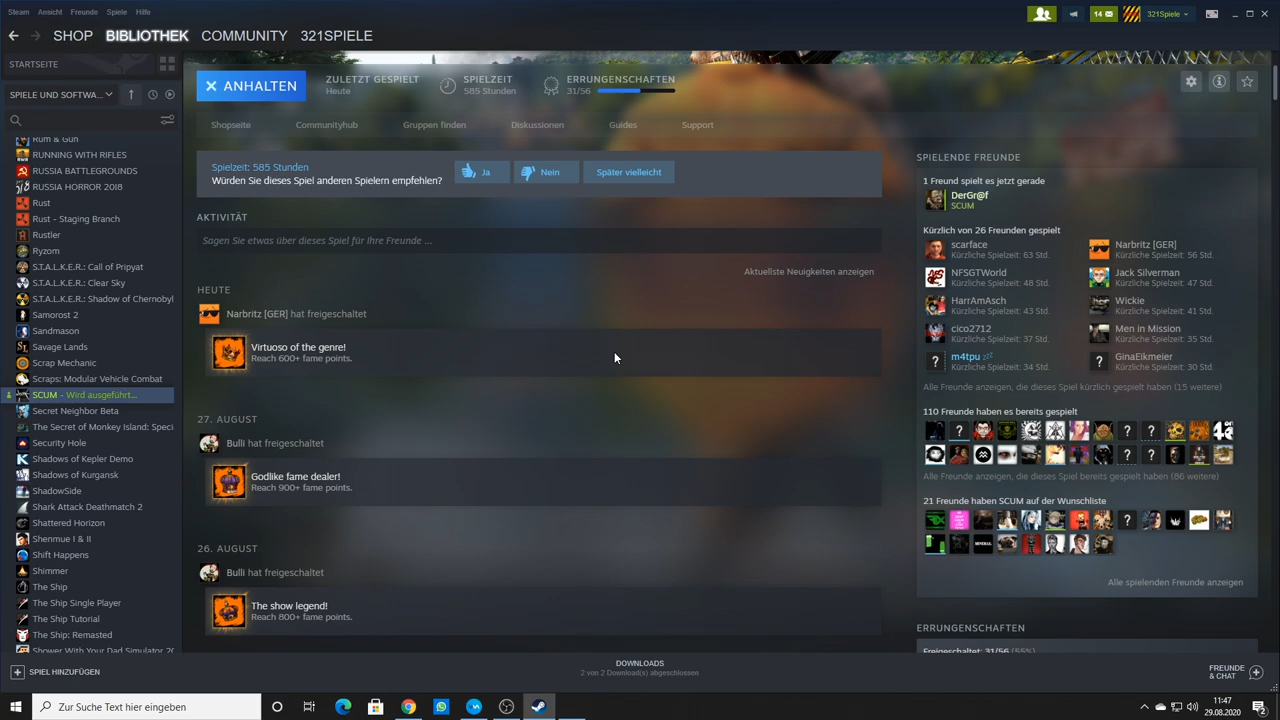 Steam Ansicht Freunde Spiele Hilfe
14
321Spiele
SHOP BIBLIOTHEK COMMUNITY 321SPIELE
STARTSEITE
SPIELE UND SOFTWA...
Rum & Gun
RUNNING WITH RIFLES
RUSSIA BATTLEGROUNDS
RUSSIA HORROR 2018
Rust
Rust - Staging Branch
Rustler
Ryzom
S.T.A.L.K.E.R.: Call of Pripyat
S.T.A.L.K.E.R.: Clear Sky
S.T.A.L.K.E.R.: Shadow of Chernobyl
Samorost 2
Sandmason
Savage Lands
Scrap Mechanic
Scraps: Modular Vehicle Combat
SCUM - Wird ausgeführt...
Secret Neighbor Beta
The Secret of Monkey Island: Speci
Security Hole
Shadows of Kepler Demo
Shadows of Kurgansk
ShadowSide
Shark Attack Deathmatch 2
Shattered Horizon
Shenmue I & II
Shift Happens
Shimmer
The Ship
The Ship Single Player
The Ship Tutorial
The Ship: Remasted
Shower With Your Dad Simulator 20
SPIEL HINZUFÜGEN
ANHALTEN
ZULETZT GESPIELT
Heute
SPIELZEIT
585 Stunden
ERRUNGENSCHAFTEN
31/56
Shopseite Communityhub Gruppen finden Diskussionen Guides Support
Spielzeit: 585 Stunden
Würden Sie dieses Spiel anderen Spielern empfehlen?
Ja Nein Später vielleicht
AKTIVITÄT
Sagen Sie etwas über dieses Spiel für Ihre Freunde ...
Aktuellste Neuigkeiten anzeigen
HEUTE
Narbritz [GER] hat freigeschaltet
Virtuoso of the genre!
Reach 600+ fame points.
27. AUGUST
Bulli hat freigeschaltet
Godlike fame dealer!
Reach 900+ fame points.
26. AUGUST
Bulli hat freigeschaltet
The show legend!
Reach 800+ fame points.
SPIELENDE FREUNDE
1 Freund spielt es jetzt gerade
DerGr@f
SCUM
Kürzlich von 26 Freunden gespielt
scarface
Kürzliche Spielzeit: 63 Std.
Narbritz [GER]
Kürzliche Spielzeit: 56 Std.
NFSGTWorld
Kürzliche Spielzeit: 48 Std.
Jack Silverman
Kürzliche Spielzeit: 47 Std.
HarrAmAsch
Kürzliche Spielzeit: 43 Std.
Wickie
Kürzliche Spielzeit: 41 Std.
cico2712
Kürzliche Spielzeit: 37 Std.
Men in Mission
Kürzliche Spielzeit: 35 Std.
m4tpu zzz
Kürzliche Spielzeit: 34 Std.
GinaEikmeier
Kürzliche Spielzeit: 30 Std.
Alle Freunde anzeigen, die dieses Spiel kürzlich gespielt haben (15 weitere)
110 Freunde haben es bereits gespielt
Alle Freunde anzeigen, die dieses Spiel bereits gespielt haben (86 weitere)
21 Freunde haben SCUM auf der Wunschliste
Alle spielenden Freunde anzeigen
ERRUNGENSCHAFTEN
Freigeschaltet: 31/56 (55%)
DOWNLOADS
2 von 2 Download(s) abgeschlossen
FREUNDE
& CHAT
Zur Suche Text hier eingeben
11:47
29.08.2020
2